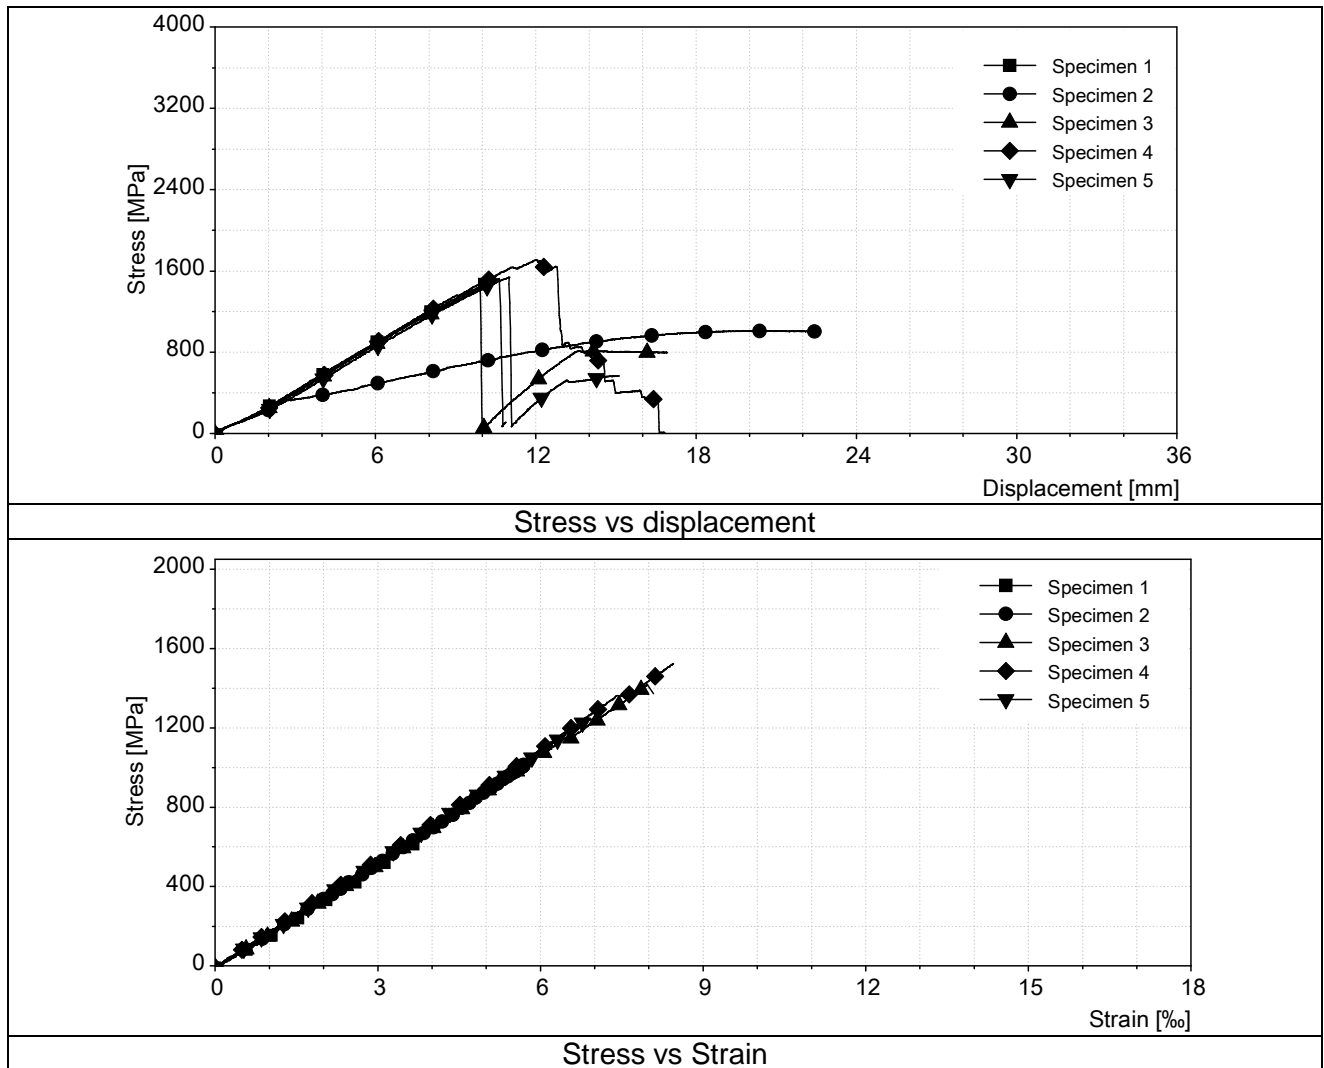 4000
3200
2400
1600
800
0
Stress [MPa]
Specimen 1
Specimen 2
Specimen 3
Specimen 4
Specimen 5
0 6 12 18 24 30 36
Displacement [mm]
Stress vs displacement
2000
1600
1200
800
400
0
Stress [MPa]
Specimen 1
Specimen 2
Specimen 3
Specimen 4
Specimen 5
0 3 6 9 12 15 18
Strain [‰]
Stress vs Strain